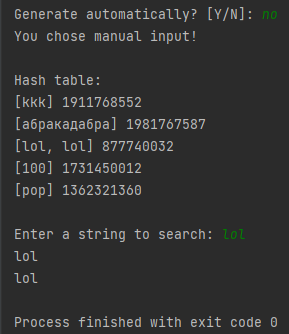 Generate automatically? [Y/N]: no
You chose manual input!
Hash table:
[kkk] 1911768552
[абракадабра] 1981767587
[lol, lol] 877740032
[100] 1731450012
[pop] 1362321360
Enter a string to search: lol
lol
lol
Process finished with exit code 0